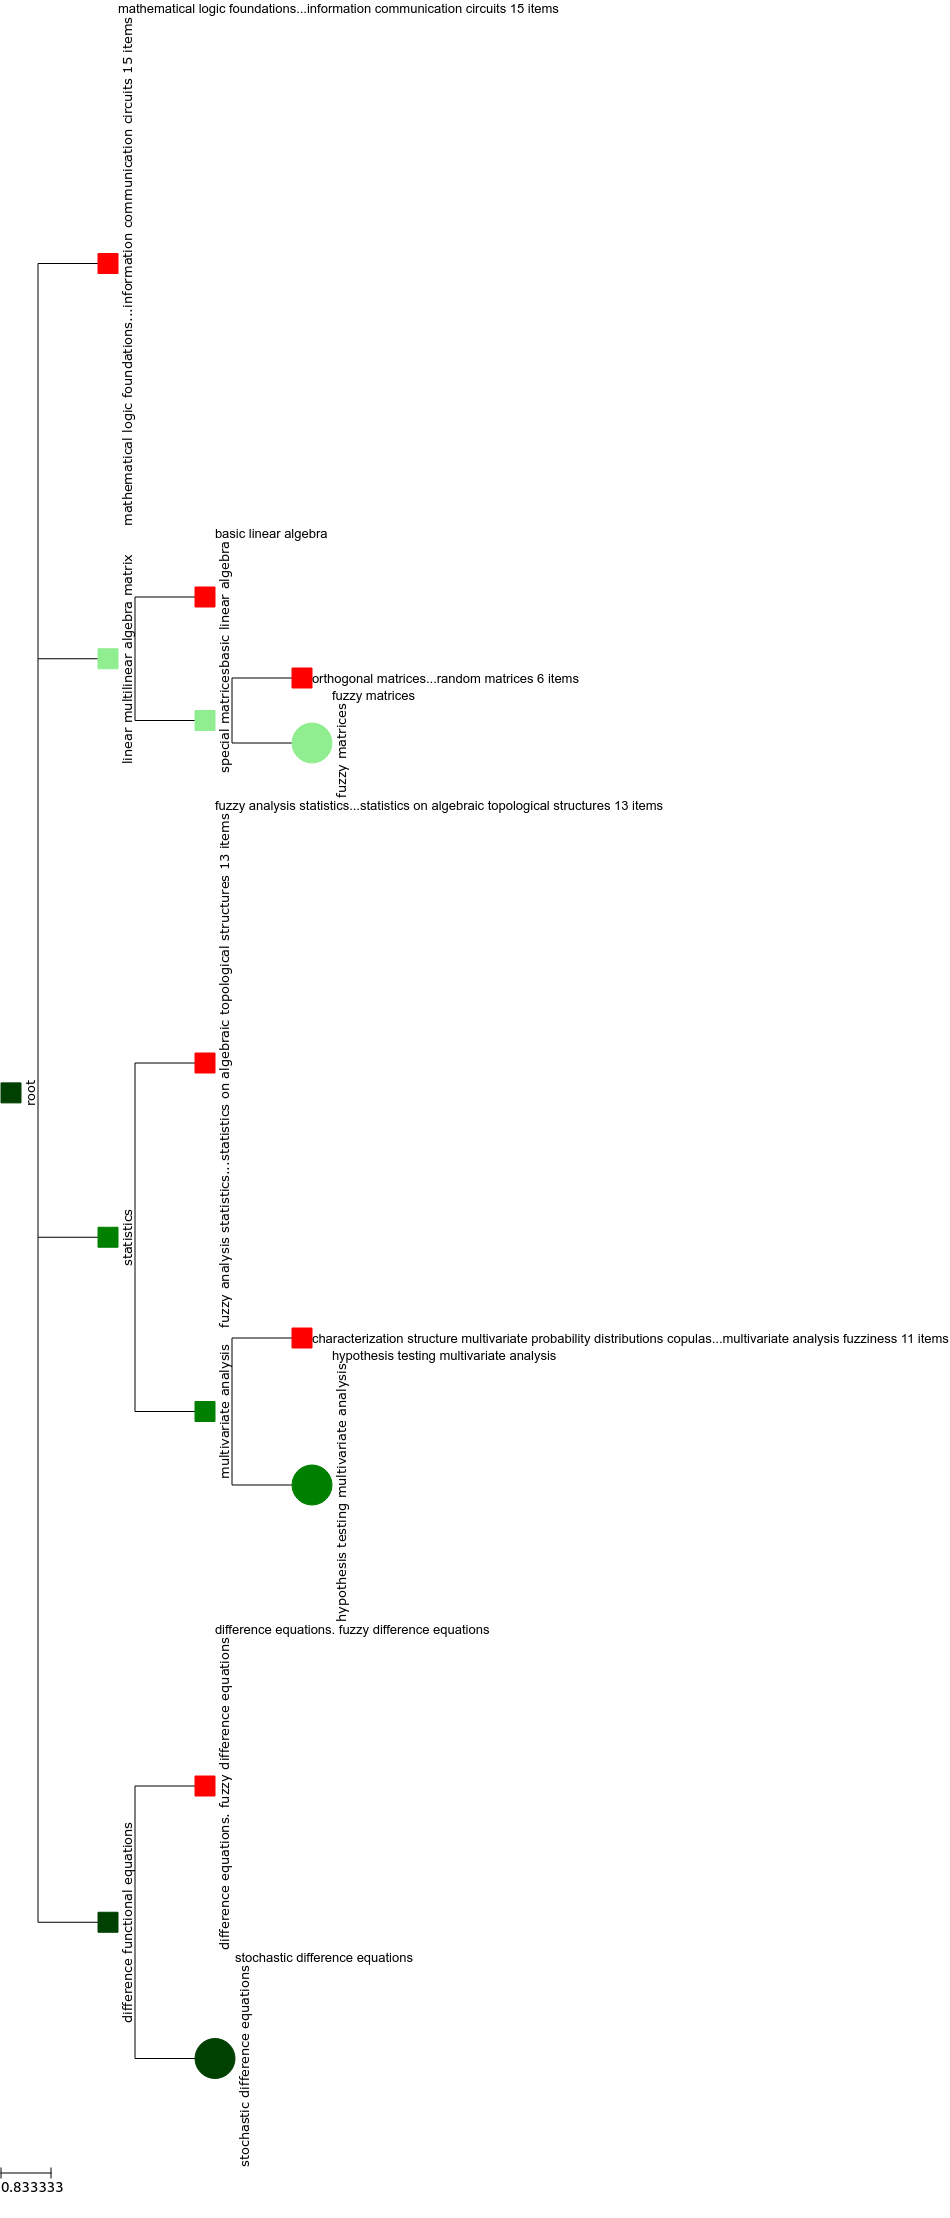 mathematical logic foundations...information communication circuits 15 items
mathematical logic foundations...information communication circuits 15 items
basic linear algebra
basic linear algebra
linear multilinear algebra matrix
special matrices
orthogonal matrices...random matrices 6 items
fuzzy matrices
fuzzy matrices
fuzzy analysis statistics...statistics on algebraic topological structures 13 items
fuzzy analysis statistics...statistics on algebraic topological structures 13 items
root
statistics
characterization structure multivariate probability distributions copulas...multivariate analysis fuzziness 11 items
hypothesis testing multivariate analysis
multivariate analysis
hypothesis testing multivariate analysis
difference equations. fuzzy difference equations
difference equations. fuzzy difference equations
difference functional equations
stochastic difference equations
stochastic difference equations
0.833333